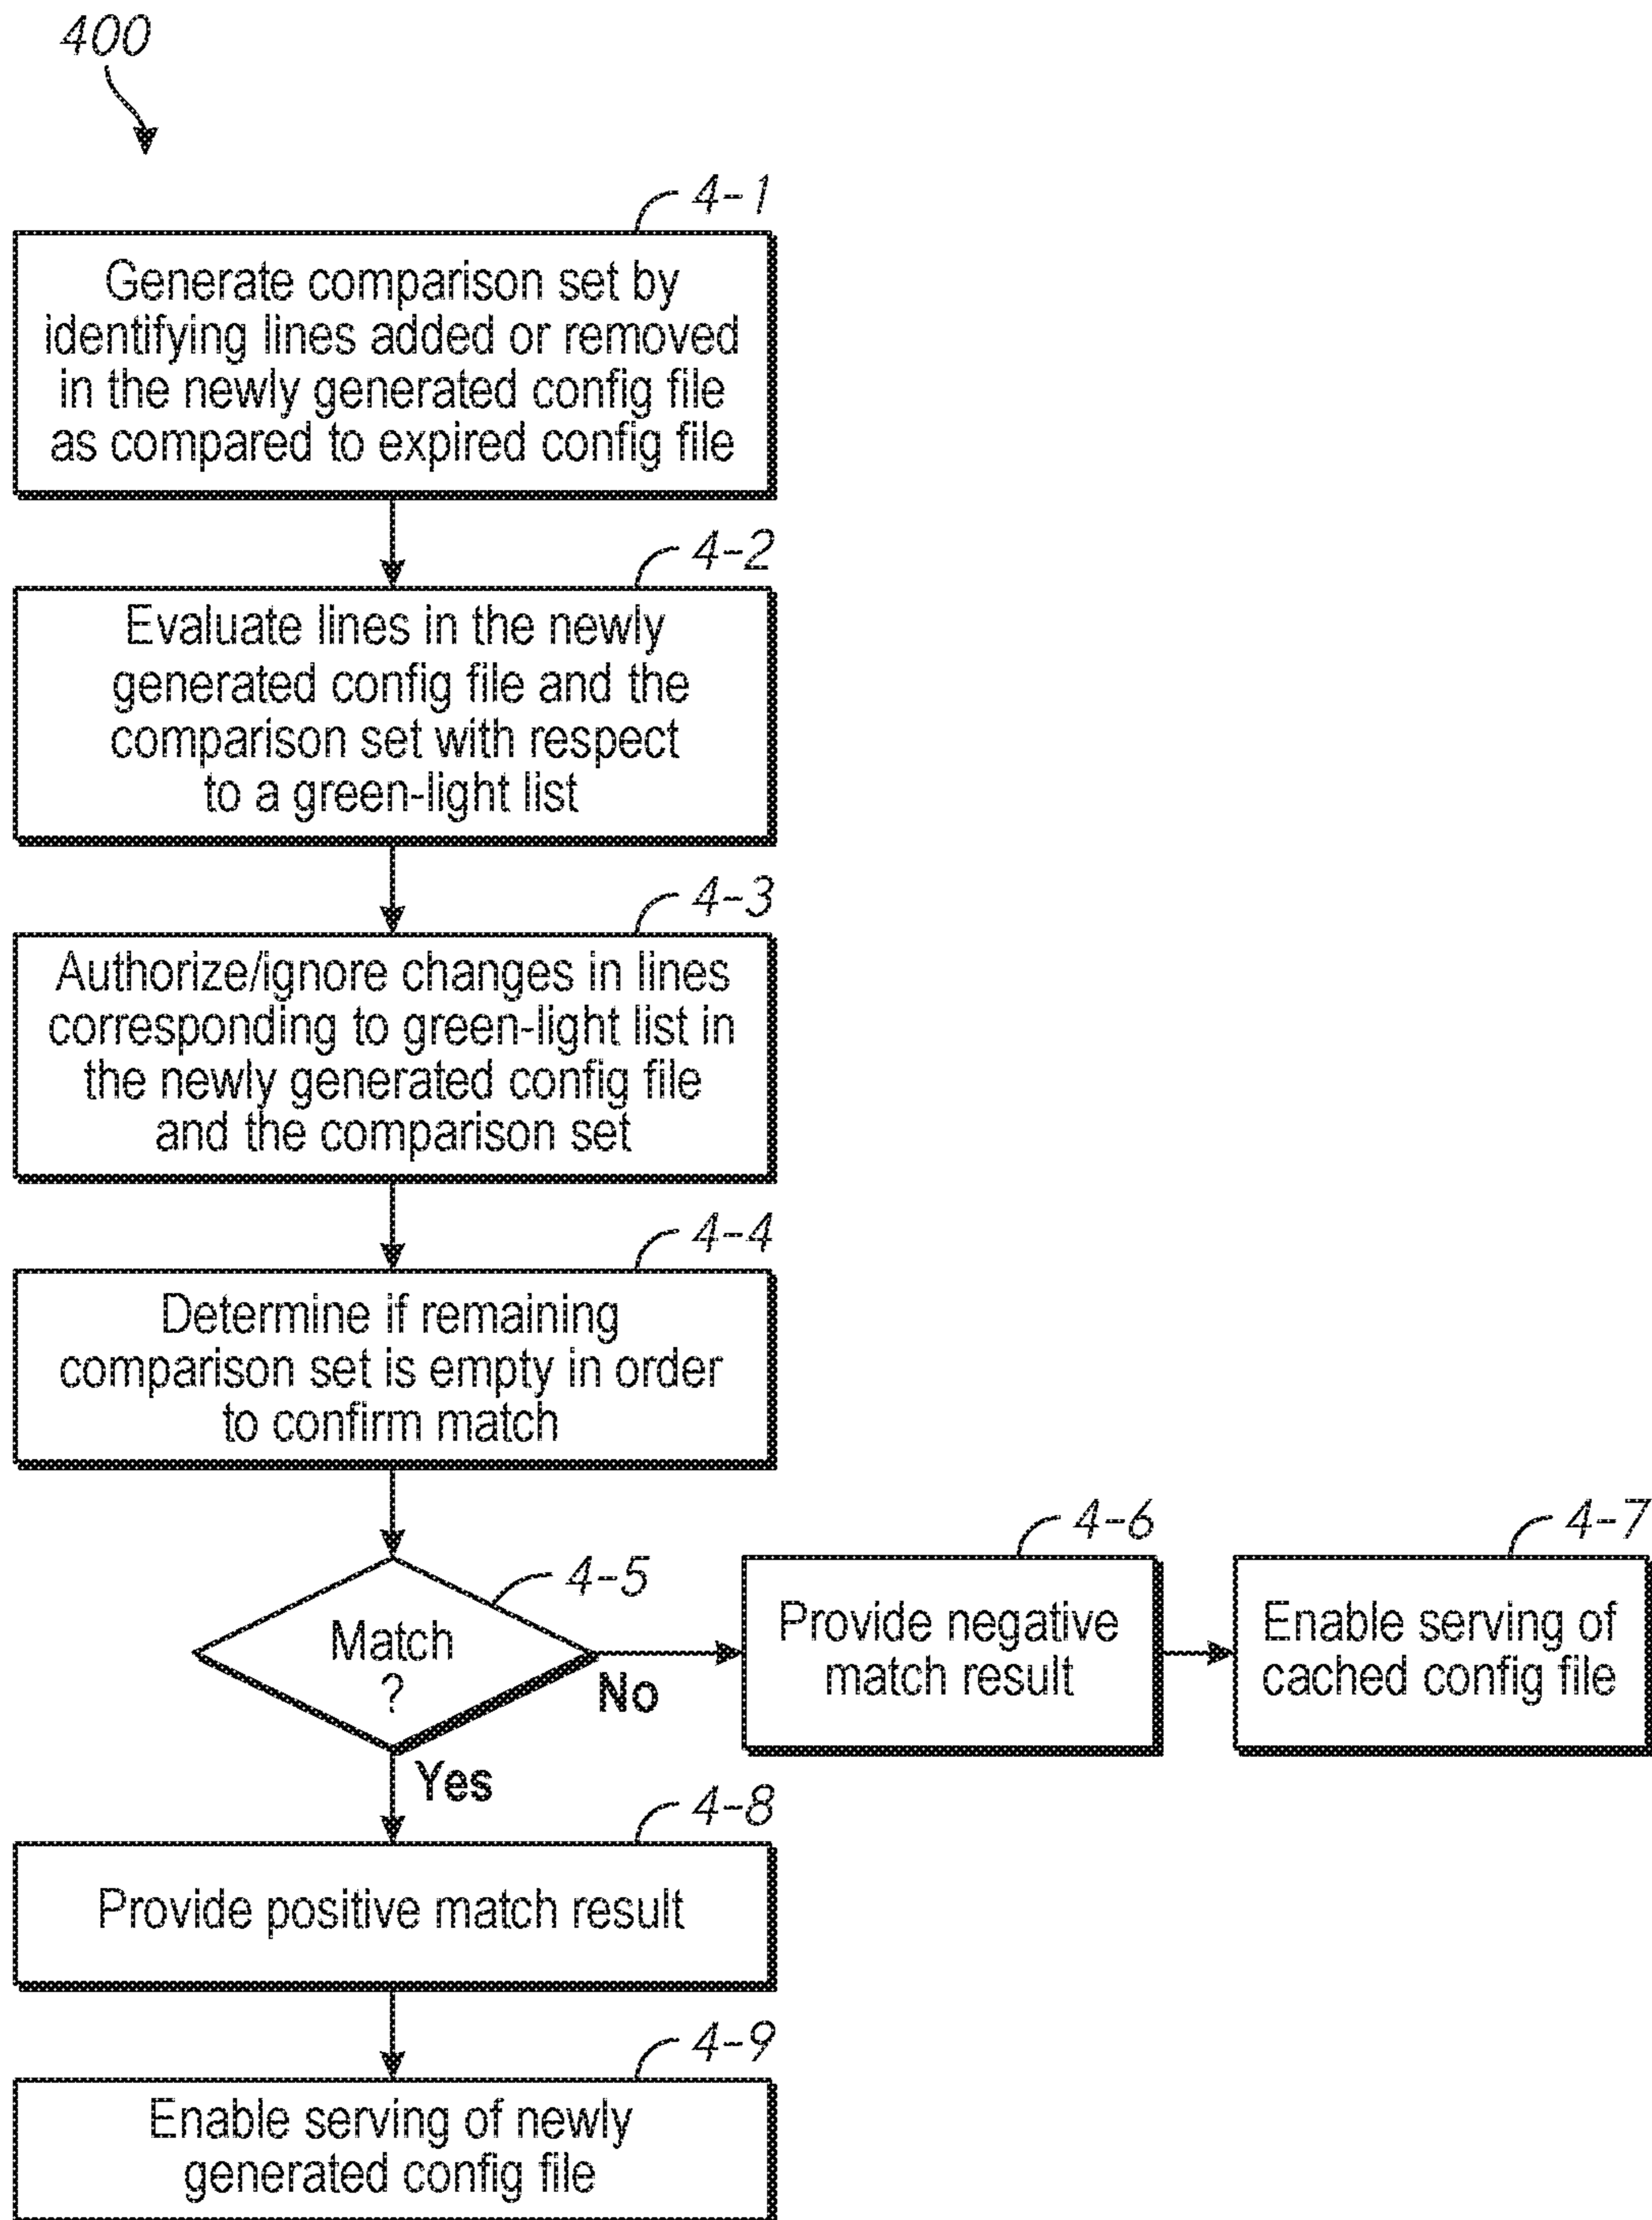 400
4-1
Generate comparison set by
identifying lines added or removed
in the newly generated config file
as compared to expired config file
4-2
Evaluate lines in the newly
generated config file and the
comparison set with respect
to a green-light list
4-3
Authorize/ignore changes in lines
corresponding to green-light list in
the newly generated config file
and the comparison set
4-4
Determine if remaining
comparison set is empty in order
to confirm match
4-5
Match
?
No
4-6
Provide negative
match result
4-7
Enable serving of
cached config file
Yes
4-8
Provide positive match result
4-9
Enable serving of newly
generated config file